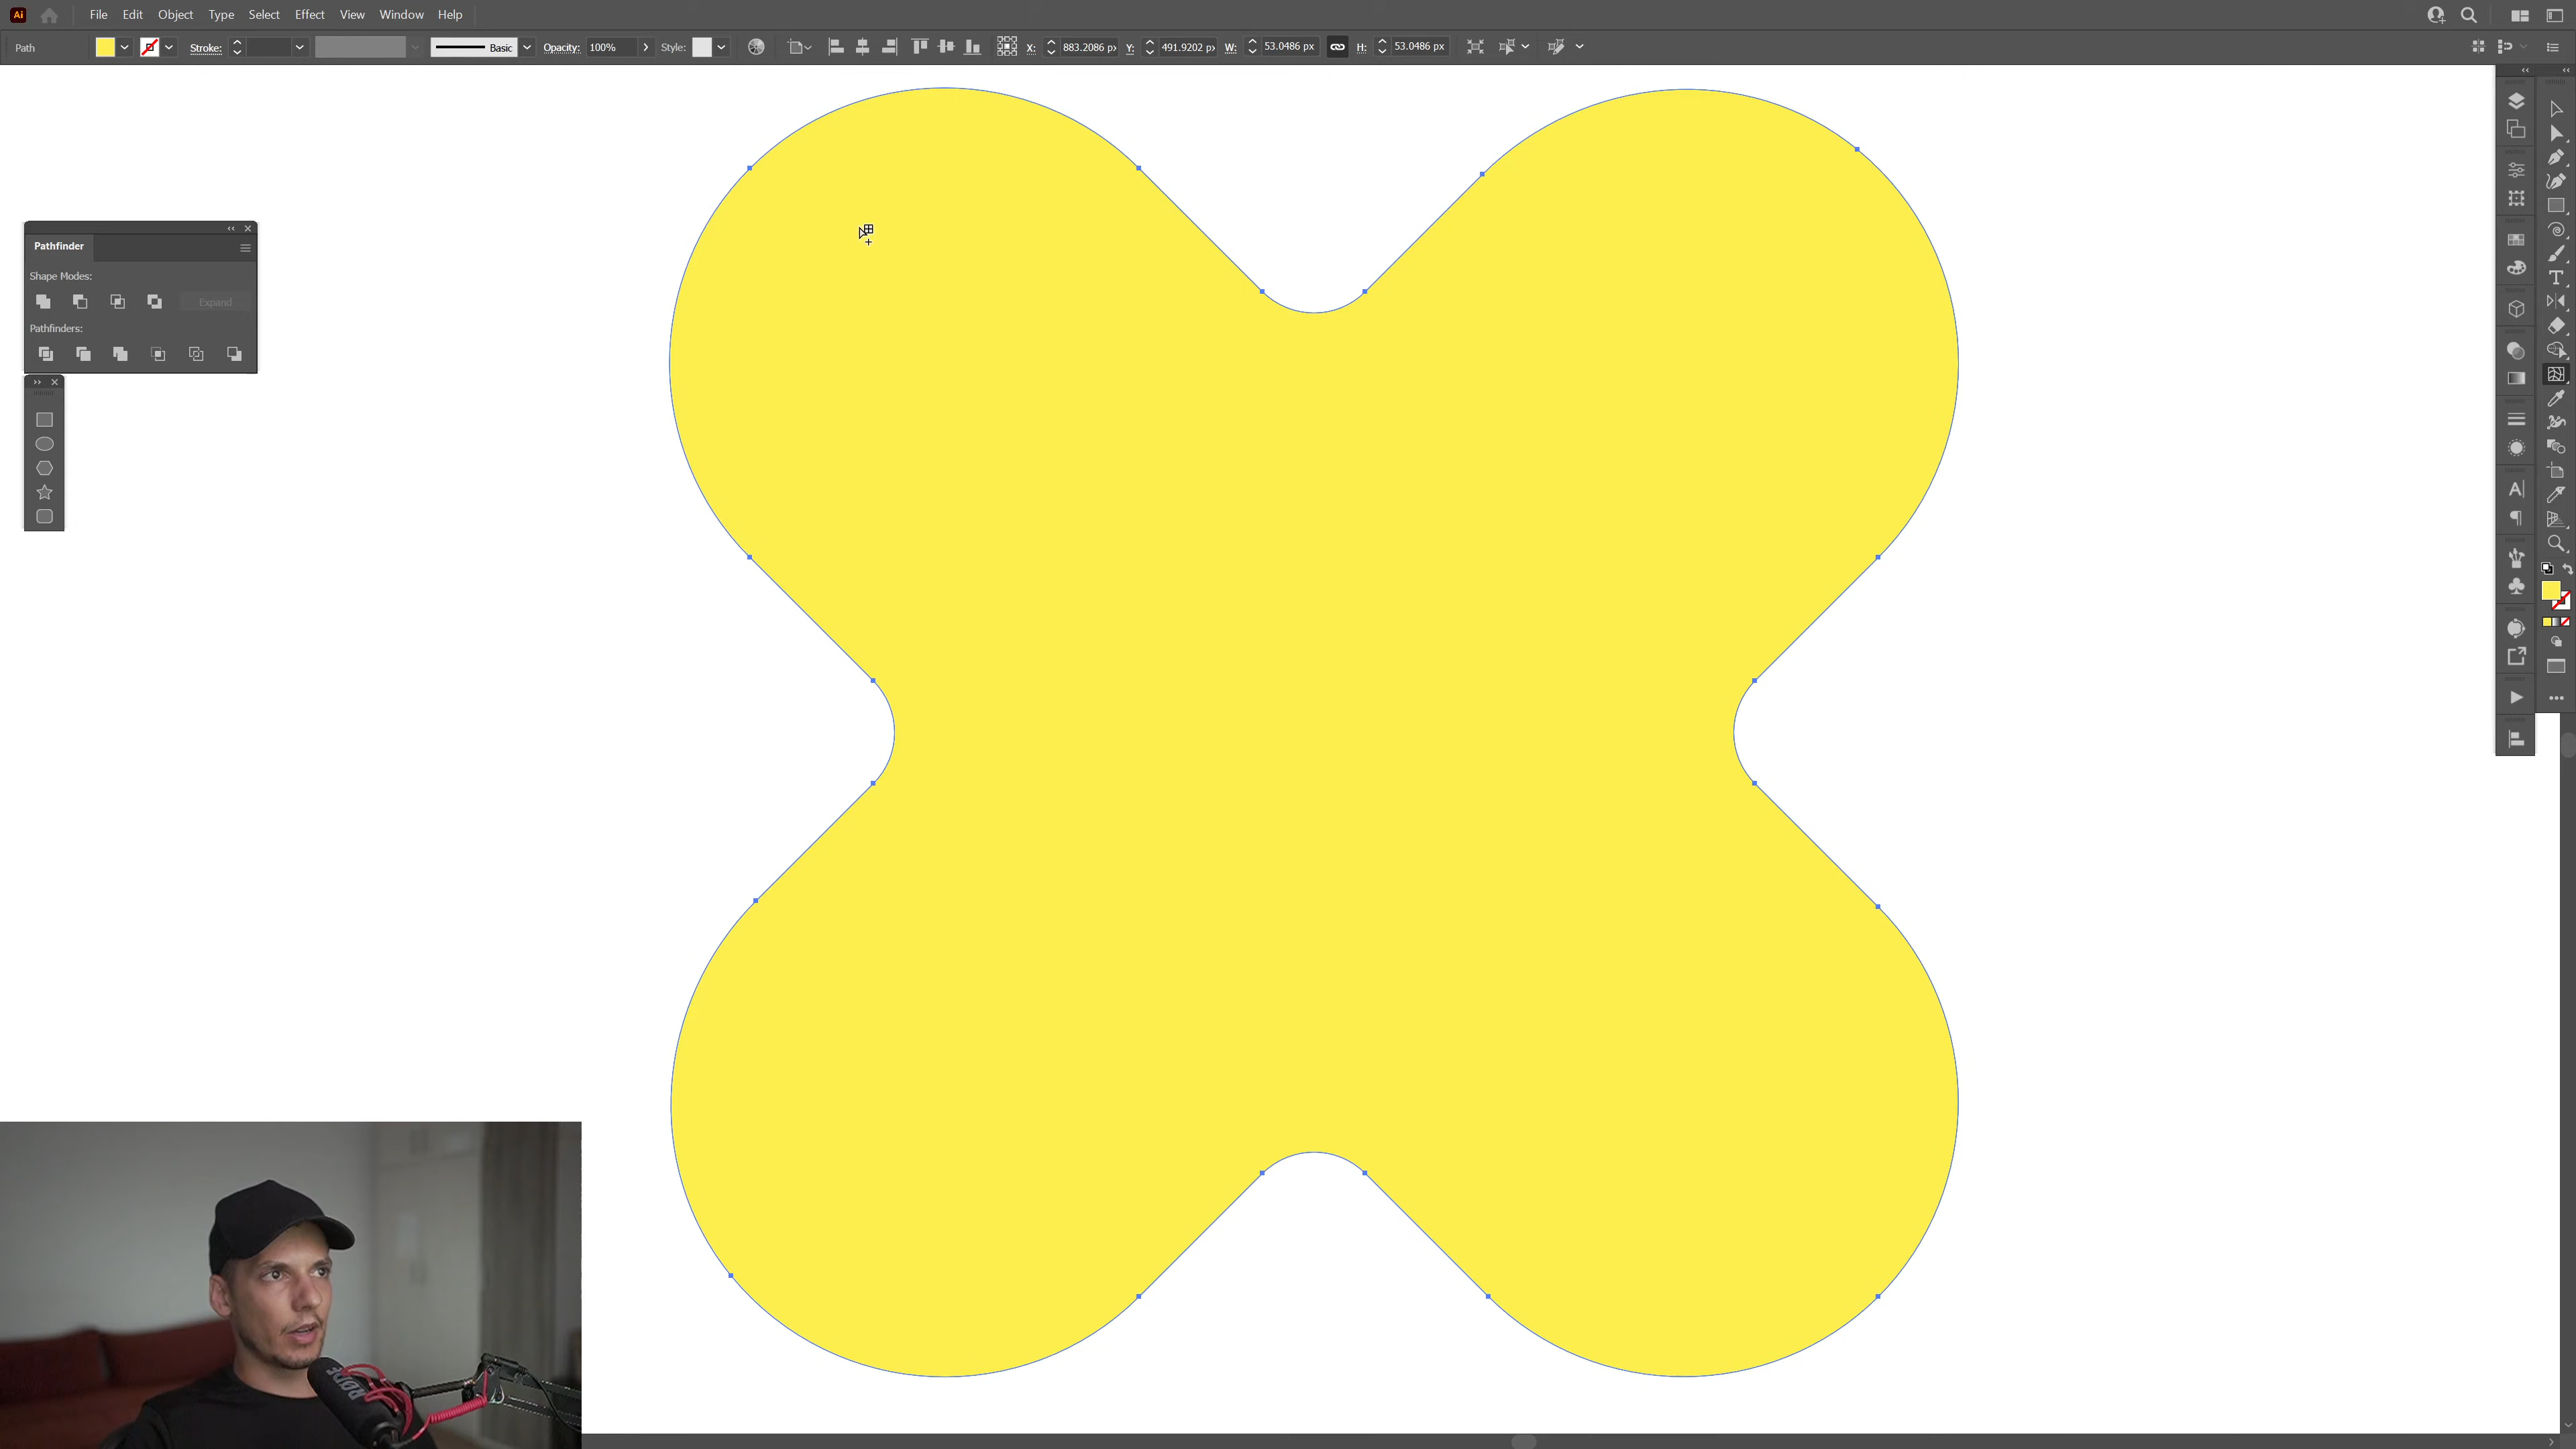 Ai File Edit Object Type Select Effect View Window Help
Path Stroke: Basic Opacity: 100% Style: X: 883.2086 px Y: 491.9202 px W: 53.0486 px H: 53.0486 px
Pathfinder
Shape Modes:
Expand
Pathfinders:
RØDE